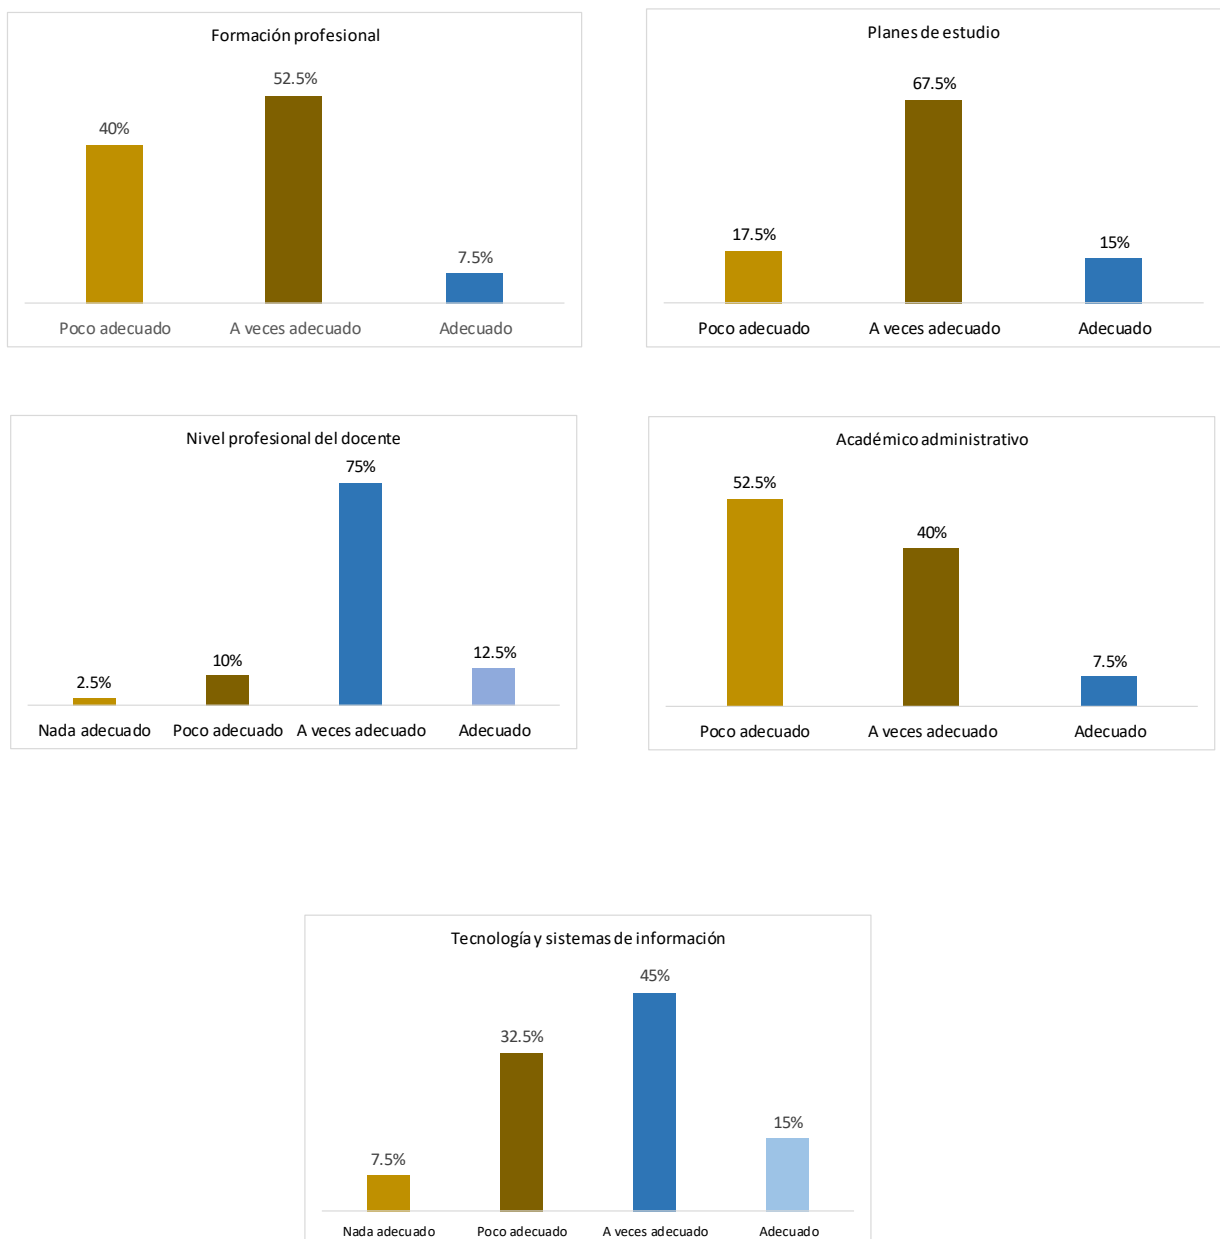 Formación profesional
52.5%
40%
7.5%
Poco adecuado A veces adecuado Adecuado
Planes de estudio
67.5%
17.5%
15%
Poco adecuado A veces adecuado Adecuado
Nivel profesional del docente
75%
12.5%
10%
2.5%
Nada adecuado Poco adecuado A veces adecuado Adecuado
Académico administrativo
52.5%
40%
7.5%
Poco adecuado A veces adecuado Adecuado
Tecnología y sistemas de información
45%
32.5%
15%
7.5%
Nada adecuado Poco adecuado A veces adecuado Adecuado